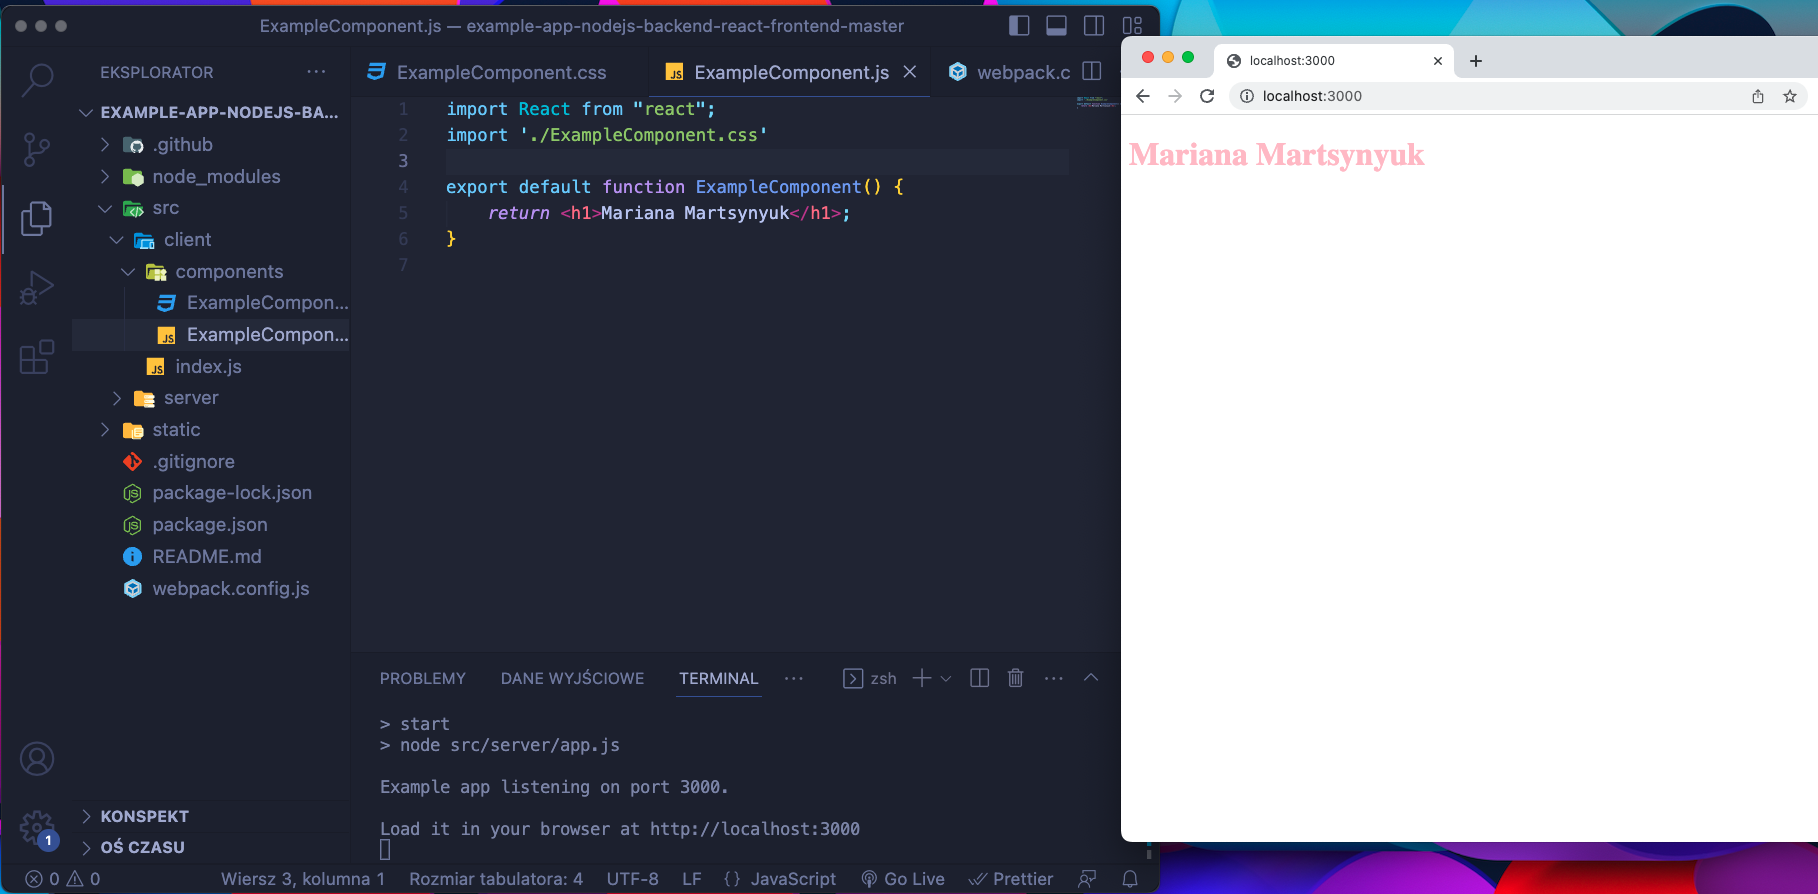 ExampleComponent.js — example-app-nodejs-backend-react-frontend-master
EKSPLORATOR
EXAMPLE-APP-NODEJS-BA...
.github
node_modules
src
client
components
ExampleCompon...
JS ExampleCompon...
JS index.js
server
static
.gitignore
package-lock.json
package.json
README.md
webpack.config.js
KONSPEKT
OŚ CZASU
1
ExampleComponent.css
JS ExampleComponent.js
webpack.c
1 import React from "react";
2 import './ExampleComponent.css'
3
4 export default function ExampleComponent() {
5 return <h1>Mariana Martsynyuk</h1>;
6 }
7
PROBLEMY DANE WYJŚCIOWE TERMINAL ... zsh
> start
> node src/server/app.js
Example app listening on port 3000.
Load it in your browser at http://localhost:3000
0 0 Wiersz 3, kolumna 1 Rozmiar tabulatora: 4 UTF-8 LF {} JavaScript Go Live Prettier
localhost:3000
localhost:3000
Mariana Martsynyuk